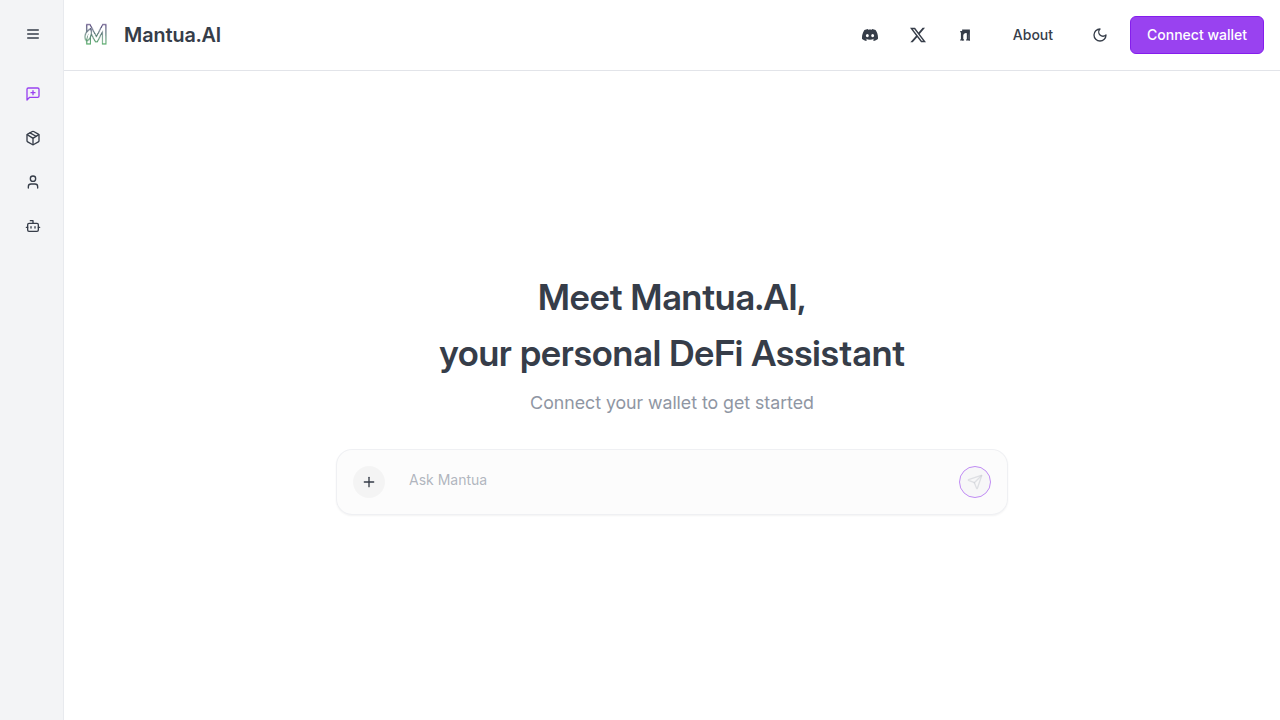 Mantua.AI
About
Connect wallet
Meet Mantua.AI,
your personal DeFi Assistant
Connect your wallet to get started
Ask Mantua